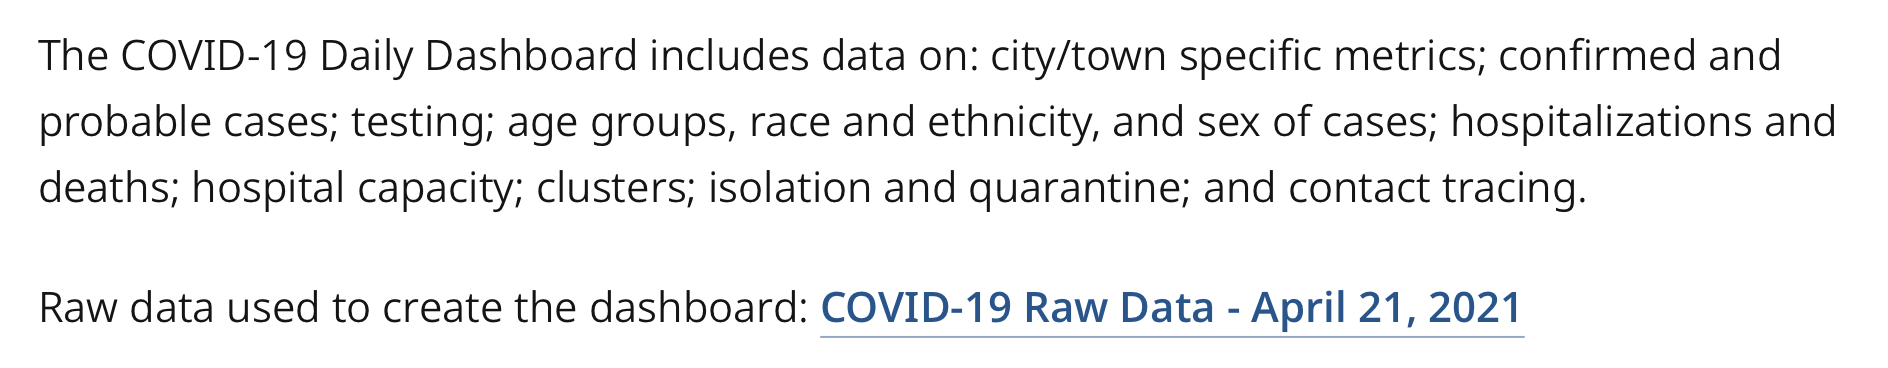 The COVID-19 Daily Dashboard includes data on: city/town specific metrics; confirmed and
probable cases; testing; age groups, race and ethnicity, and sex of cases; hospitalizations and
deaths; hospital capacity; clusters; isolation and quarantine; and contact tracing.
Raw data used to create the dashboard: COVID-19 Raw Data - April 21, 2021